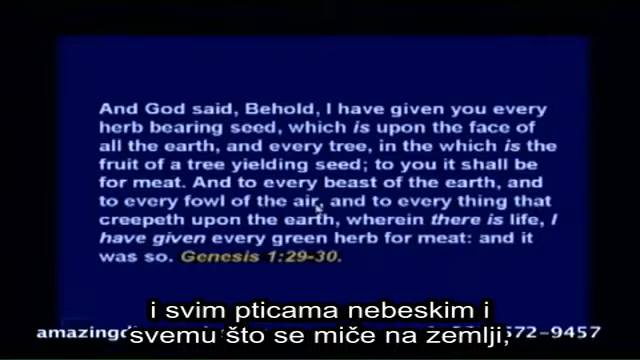 And God said, Behold, I have given you every
herb bearing seed, which is upon the face of
all the earth, and every tree, in the which is the
fruit of a tree yielding seed; to you it shall be
for meat. And to every beast of the earth, and
to every fowl of the air, and to every thing that
creepeth upon the earth, wherein there is life, I
have given every green herb for meat: and it
was so. Genesis 1:29-30.
i svim pticama nebeskim i
svemu što se miče na zemlji,
572-9457